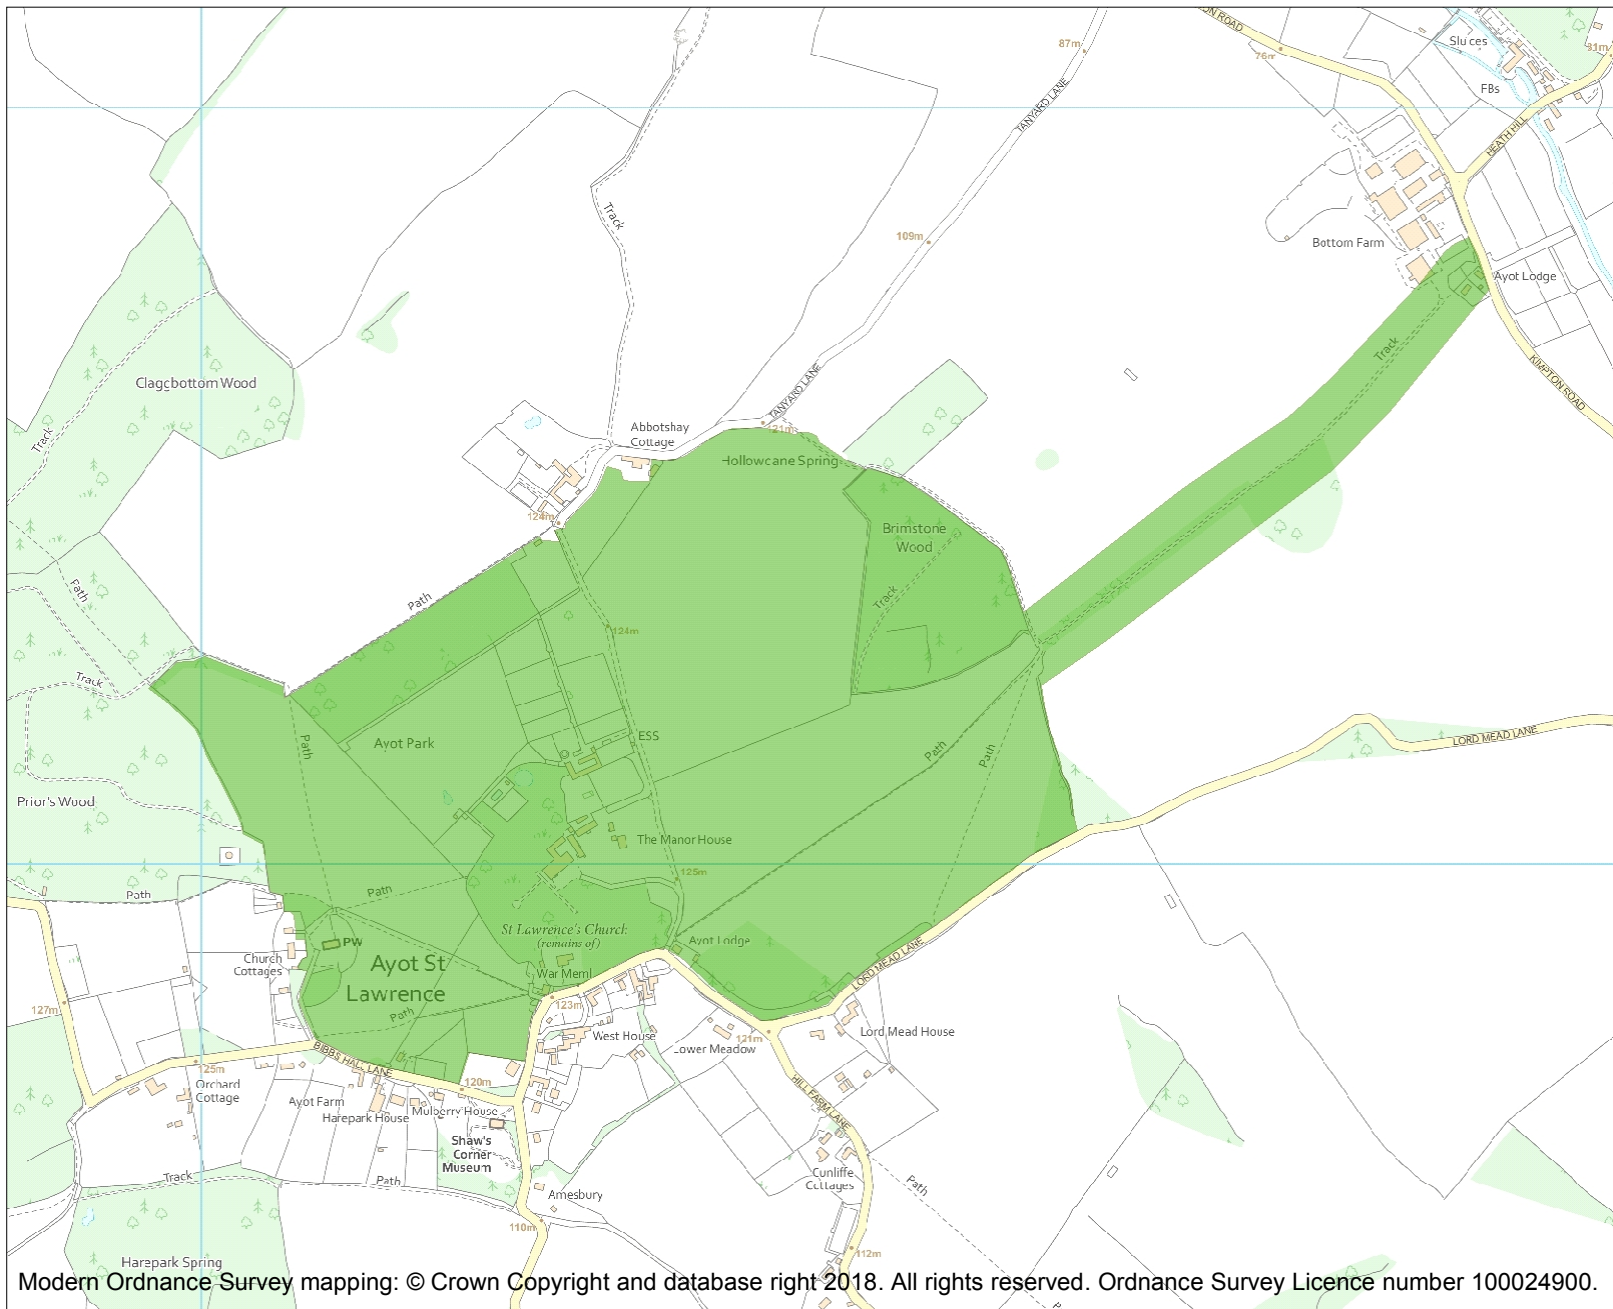 ON ROAD
87m
76m
Sluices
31m
FBs
TANYARD LANE
HEATH HILL
Track
109m
Bottom Farm
Ayot Lodge
Track
KIMPTON ROAD
Clagbottom Wood
Track
TANYARD LANE
121m
Abbotshay
Cottage
Hollowcane Spring
124m
Brimstone
Wood
Path
Path
Track
124m
Track
Path
Ayot Park
ESS
Path
Path
LORD MEAD LANE
Prior's Wood
The Manor House
125m
Path
Path
St Lawrence's Church
(remains of)
PW
Ayot Lodge
Church
Cottages
Ayot St
Lawrence
War Meml
LORD MEAD LANE
127m
Path
123m
West House
Lower Meadow
121m
Lord Mead House
BIBBS HALL LANE
125m
Orchard
Cottage
120m
Ayot Farm
Harepark House
Mulberry House
HILL FARM LANE
Shaw's
Corner
Museum
Track
Path
Cunliffe
Cottages
Path
Amesbury
110m
112m
Harepark Spring
Modern Ordnance Survey mapping: © Crown Copyright and database right 2018. All rights reserved. Ordnance Survey Licence number 100024900.